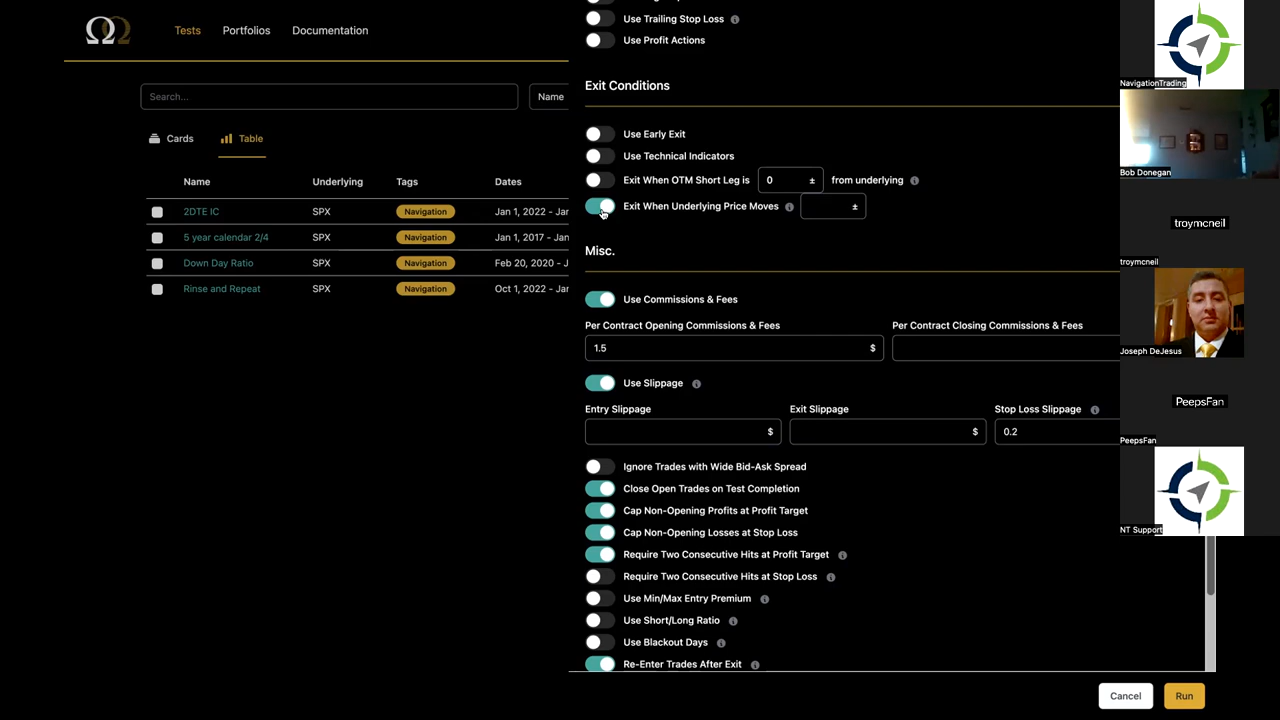 Tests Portfolios Documentation
Search...
Name
Cards Table
Name Underlying Tags Dates
2DTE IC SPX Navigation Jan 1, 2022 - Jan
5 year calendar 2/4 SPX Navigation Jan 1, 2017 - Jan
Down Day Ratio SPX Navigation Feb 20, 2020 - J
Rinse and Repeat SPX Navigation Oct 1, 2022 - Jan
Use Trailing Stop Loss
Use Profit Actions
Exit Conditions
Use Early Exit
Use Technical Indicators
Exit When OTM Short Leg is 0 ± from underlying
Exit When Underlying Price Moves ±
Misc.
Use Commissions & Fees
Per Contract Opening Commissions & Fees Per Contract Closing Commissions & Fees
1.5 $
Use Slippage
Entry Slippage Exit Slippage Stop Loss Slippage
$ $ 0.2
Ignore Trades with Wide Bid-Ask Spread
Close Open Trades on Test Completion
Cap Non-Opening Profits at Profit Target
Cap Non-Opening Losses at Stop Loss
Require Two Consecutive Hits at Profit Target
Require Two Consecutive Hits at Stop Loss
Use Min/Max Entry Premium
Use Short/Long Ratio
Use Blackout Days
Re-Enter Trades After Exit
Cancel Run
NavigationTrading
Bob Donegan
troymcneil
troymcneil
Joseph DeJesus
PeepsFan
PeepsFan
NT Support